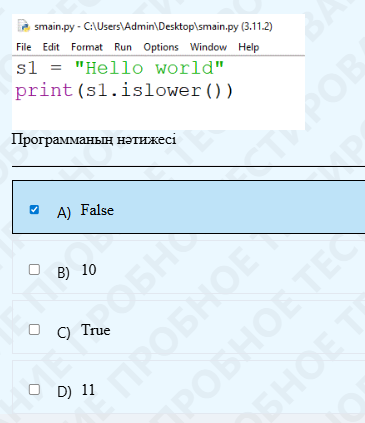 smain.py - C:\Users\Admin\Desktop\smain.py (3.11.2)
File Edit Format Run Options Window Help
s1 = "Hello world"
print(s1.islower())
Программаның нәтижесі
A) False
B) 10
C) True
D) 11